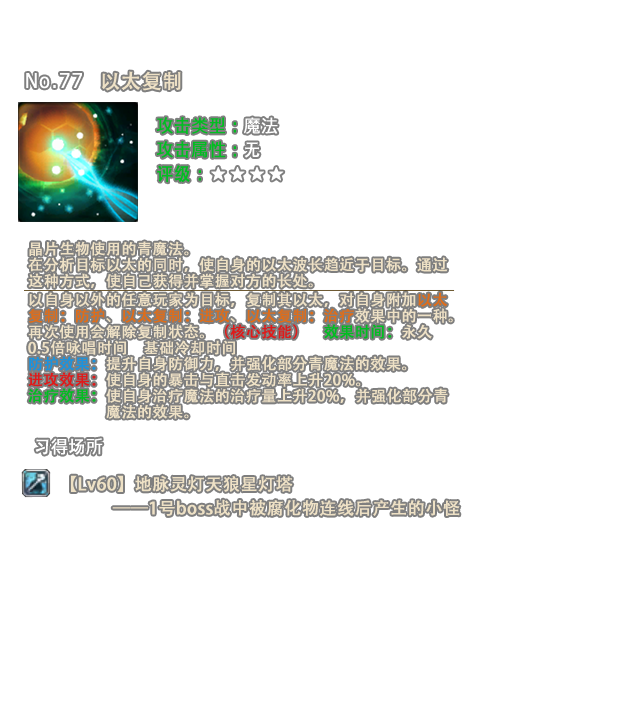 No.77 以太复制
攻击类型：魔法
攻击属性：无
评级：☆☆☆☆
晶片生物使用的青魔法。
在分析目标以太的同时，使自身的以太波长趋近于目标。通过
这种方式，使自己获得并掌握对方的长处。
以自身以外的任意玩家为目标，复制其以太，对自身附加以太
复制：防护、以太复制：进攻、以太复制：治疗效果中的一种。
再次使用会解除复制状态。（核心技能） 效果时间：永久
0.5倍咏唱时间 基础冷却时间
防护效果：提升自身防御力，并强化部分青魔法的效果。
进攻效果：使自身的暴击与直击发动率上升20%。
治疗效果：使自身治疗魔法的治疗量上升20%，并强化部分青
魔法的效果。
习得场所
【Lv60】地脉灵灯天狼星灯塔
——1号boss战中被腐化物连线后产生的小怪